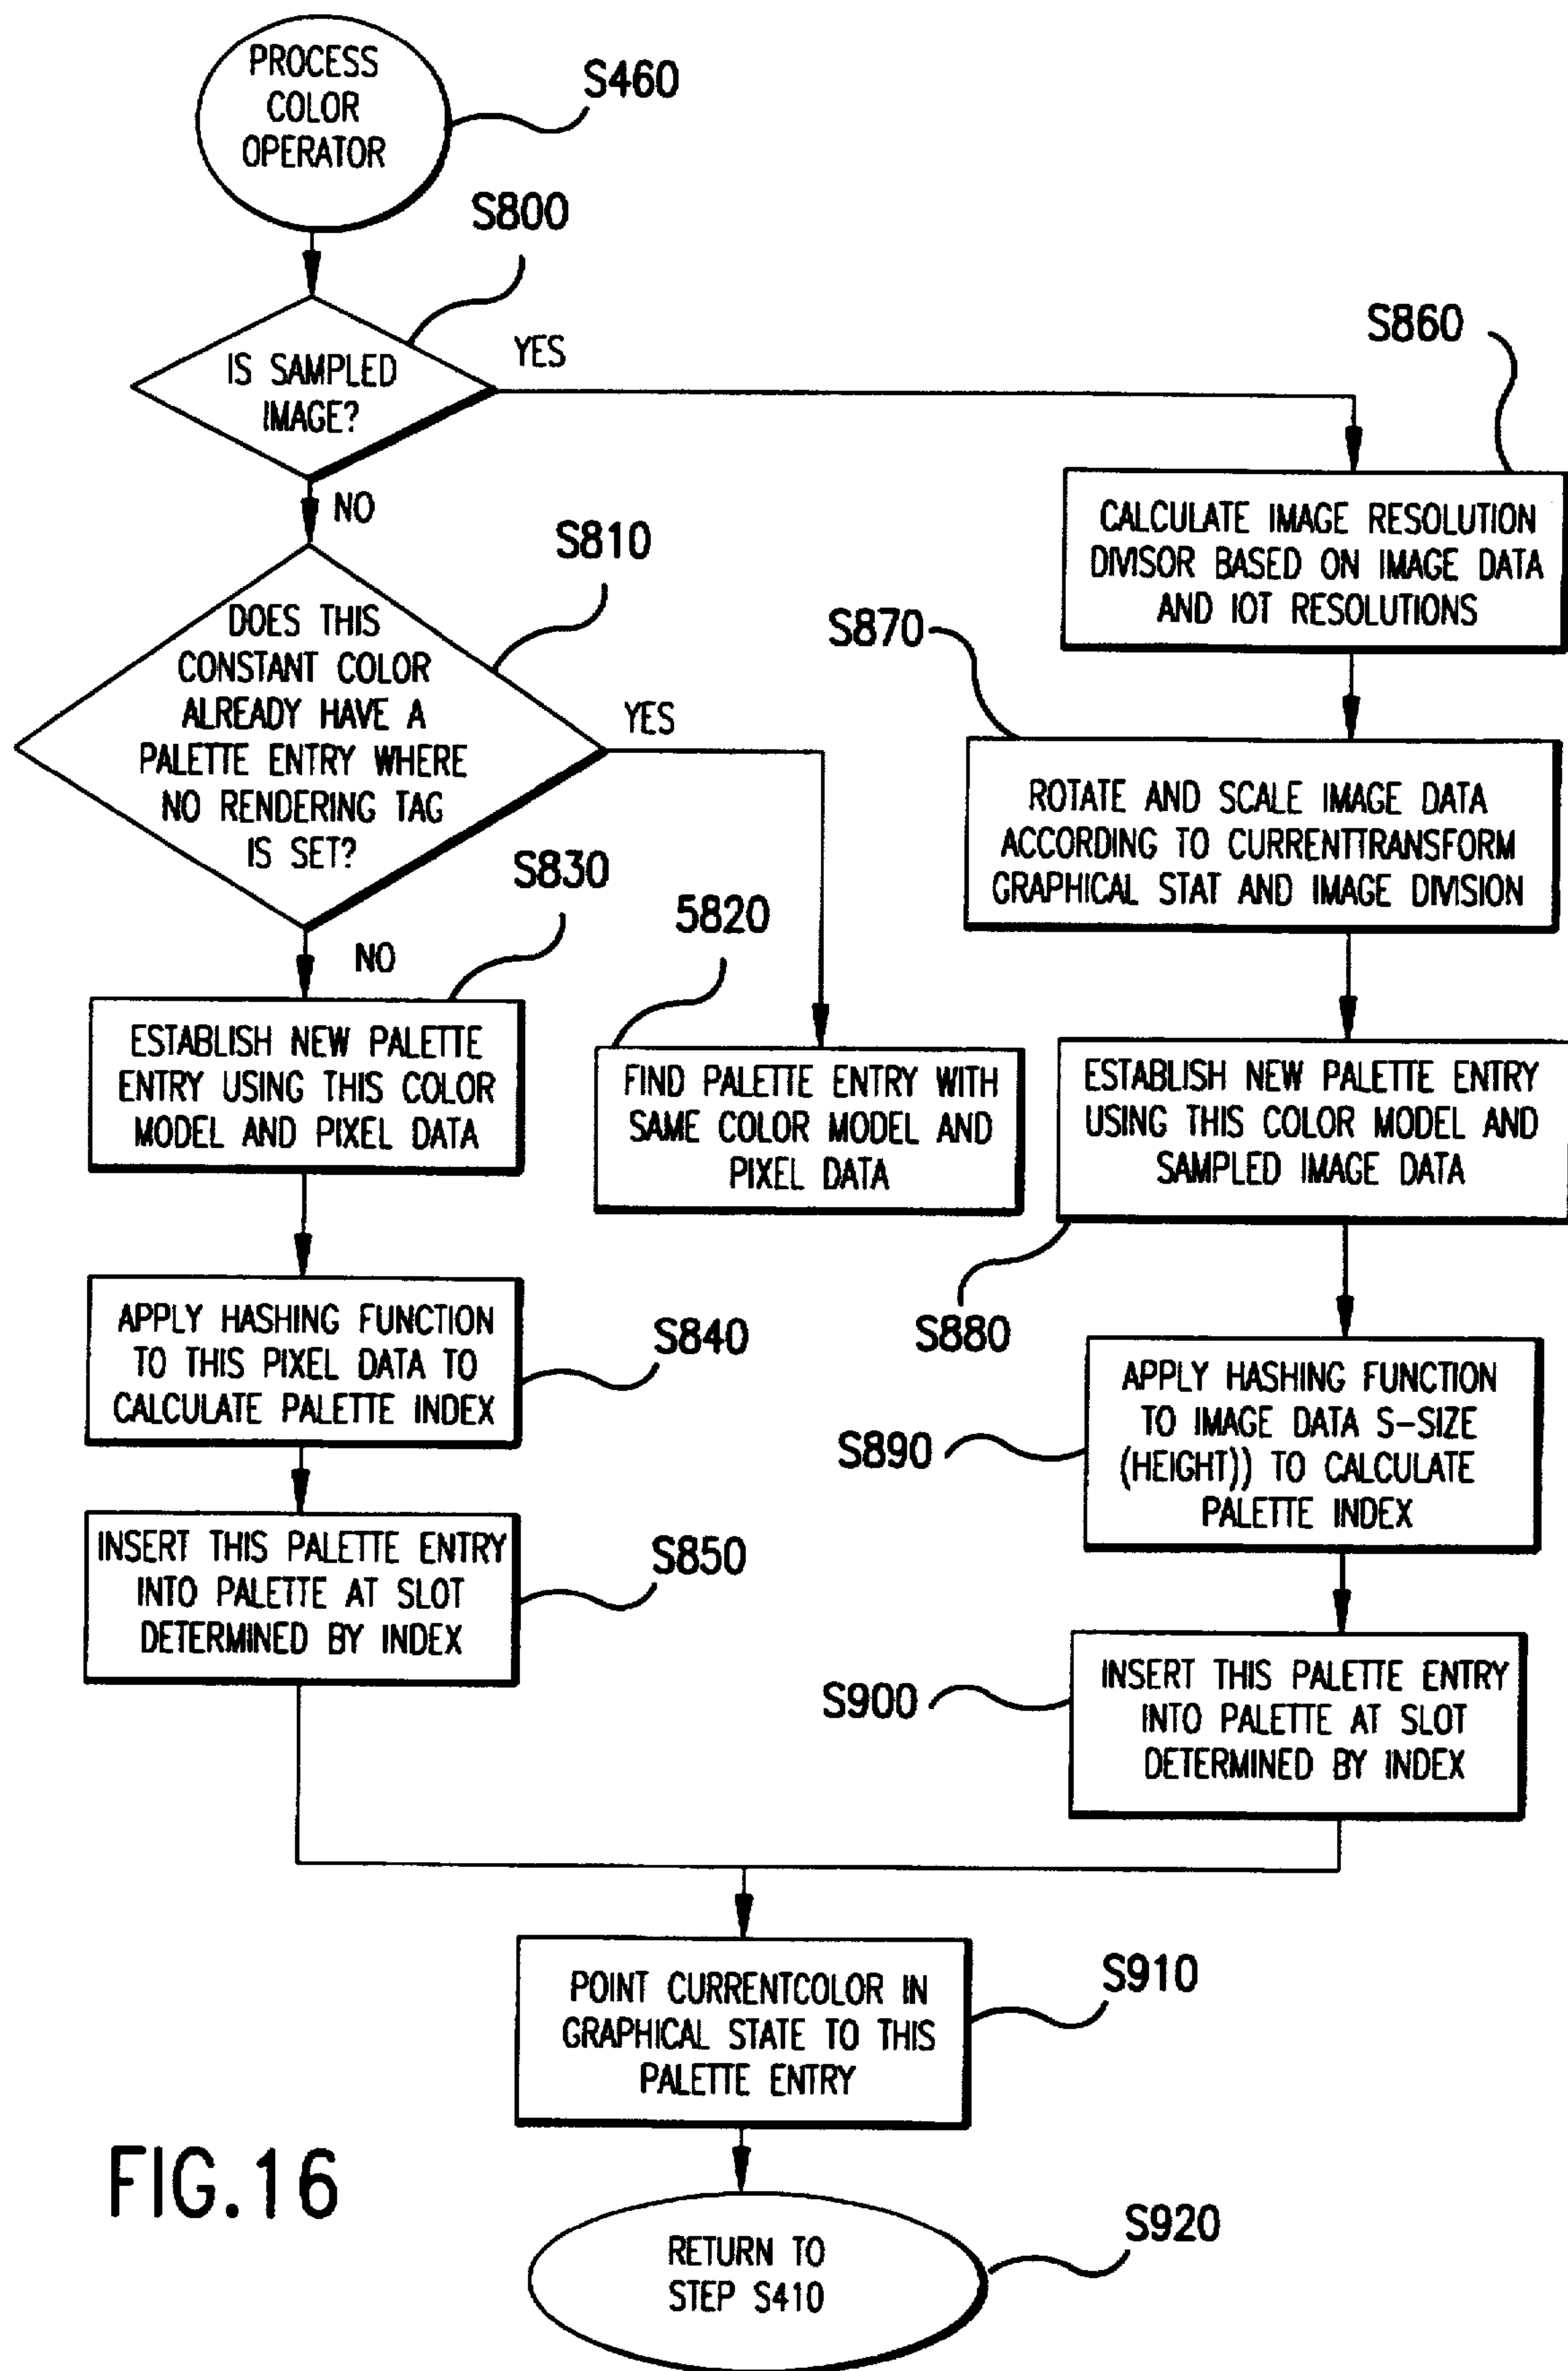 PROCESS
COLOR
OPERATOR
S460
S800
IS SAMPLED
IMAGE?
YES
NO
S810
DOES THIS
CONSTANT COLOR
ALREADY HAVE A
PALETTE ENTRY WHERE
NO RENDERING TAG
IS SET?
YES
NO
S830
ESTABLISH NEW PALETTE
ENTRY USING THIS COLOR
MODEL AND PIXEL DATA
5820
FIND PALETTE ENTRY WITH
SAME COLOR MODEL AND
PIXEL DATA
APPLY HASHING FUNCTION
TO THIS PIXEL DATA TO
CALCULATE PALETTE INDEX
S840
INSERT THIS PALETTE ENTRY
INTO PALETTE AT SLOT
DETERMINED BY INDEX
S850
S860
CALCULATE IMAGE RESOLUTION
DIVISOR BASED ON IMAGE DATA
AND IOT RESOLUTIONS
S870
ROTATE AND SCALE IMAGE DATA
ACCORDING TO CURRENTTRANSFORM
GRAPHICAL STAT AND IMAGE DIVISION
ESTABLISH NEW PALETTE ENTRY
USING THIS COLOR MODEL AND
SAMPLED IMAGE DATA
S880
APPLY HASHING FUNCTION
TO IMAGE DATA S-SIZE
(HEIGHT)) TO CALCULATE
PALETTE INDEX
S890
INSERT THIS PALETTE ENTRY
INTO PALETTE AT SLOT
DETERMINED BY INDEX
S900
POINT CURRENTCOLOR IN
GRAPHICAL STATE TO THIS
PALETTE ENTRY
S910
RETURN TO
STEP S410
S920
FIG.16